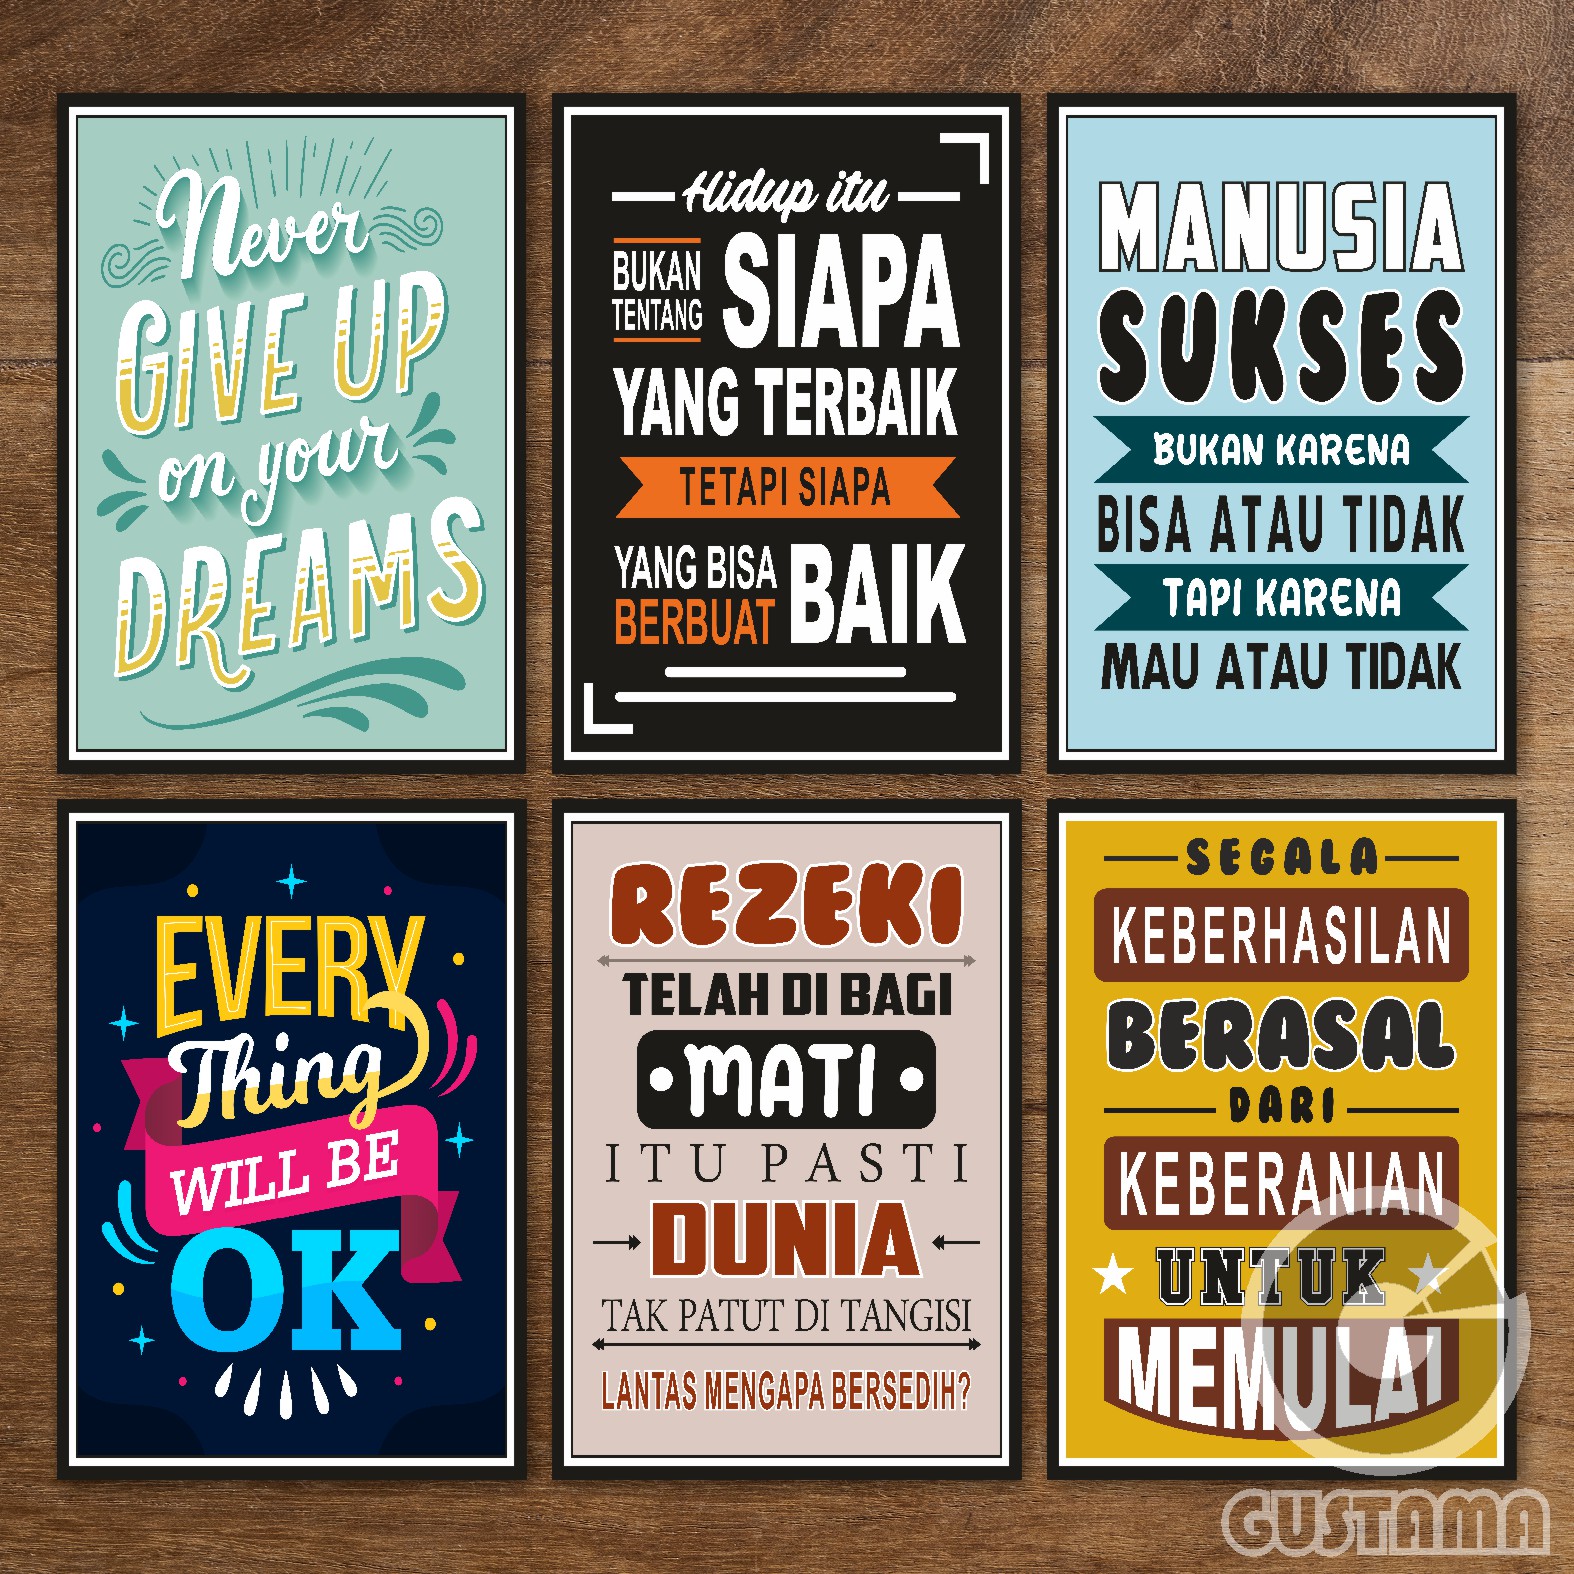 Never
GIVE UP
on your
DREAMS
Hidup itu
BUKAN
TENTANG
SIAPA
YANG TERBAIK
TETAPI SIAPA
YANG BISA
BERBUAT
BAIK
MANUSIA
SUKSES
BUKAN KARENA
BISA ATAU TIDAK
TAPI KARENA
MAU ATAU TIDAK
EVERY
Thing
WILL BE
OK
REZEKI
TELAH DI BAGI
MATI
ITU PASTI
DUNIA
TAK PATUT DI TANGISI
LANTAS MENGAPA BERSEDIH?
SEGALA
KEBERHASILAN
BERASAL
DARI
KEBERANIAN
UNTUK
MEMULAI
G
GUSTAMA